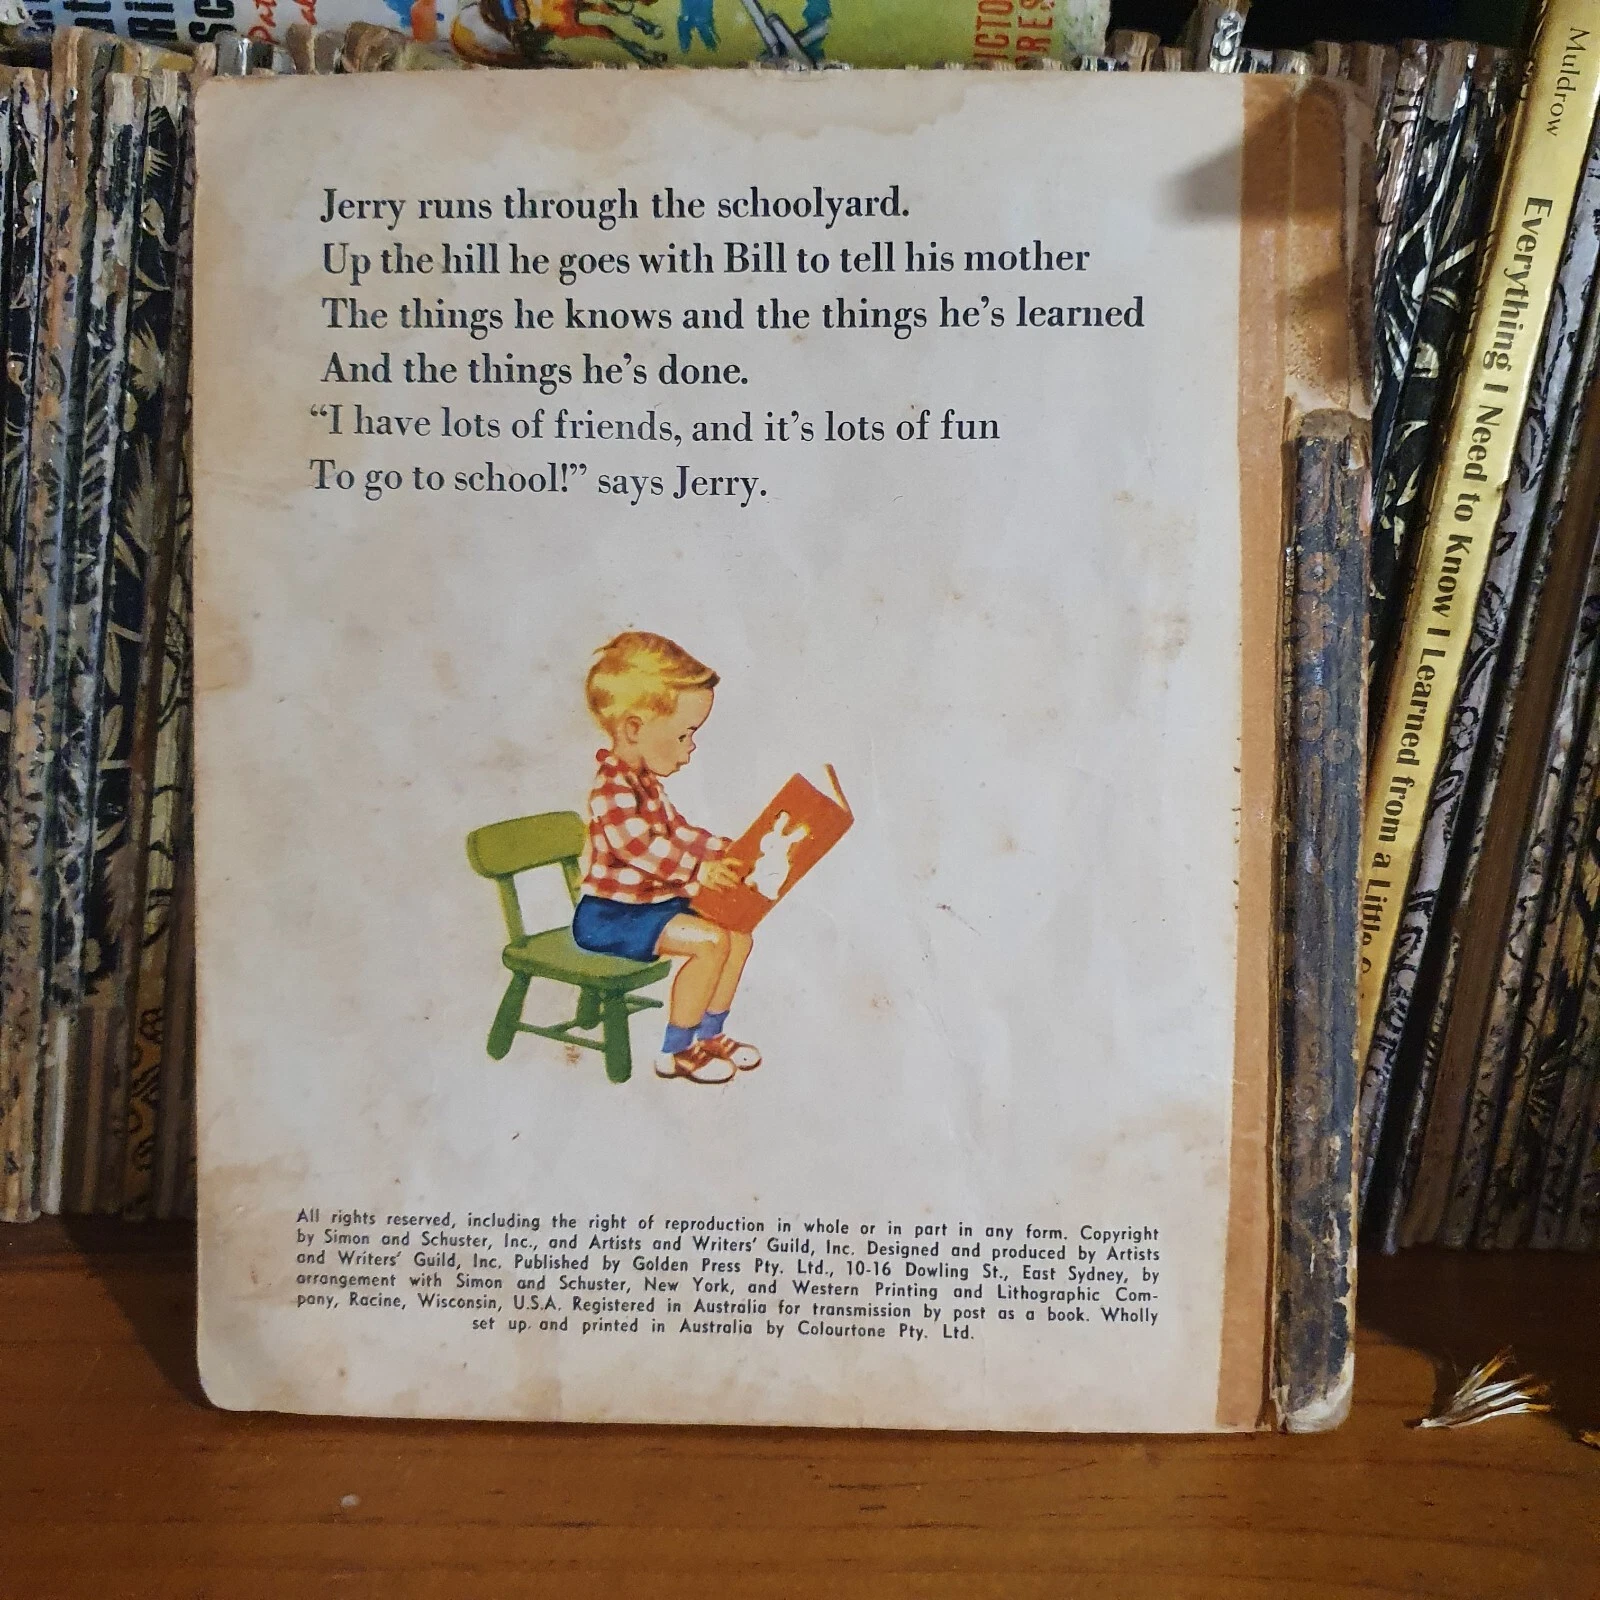 Jerry runs through the schoolyard.
Up the hill he goes with Bill to tell his mother
The things he knows and the things he's learned
And the things he's done.
“I have lots of friends, and it's lots of fun
To go to school!” says Jerry.
All rights reserved, including the right of reproduction in whole or in part in any form. Copyright
by Simon and Schuster, Inc., and Artists and Writers' Guild, Inc. Designed and produced by Artists
and Writers' Guild, Inc. Published by Golden Press Pty. Ltd., 10-16 Dowling St., East Sydney, by
arrangement with Simon and Schuster, New York, and Western Printing and Lithographic Com-
pany, Racine, Wisconsin, U.S.A. Registered in Australia for transmission by post as a book. Wholly
set up and printed in Australia by Colourtone Pty. Ltd.
Muldrow
Everything I Need to Know I Learned from a Little